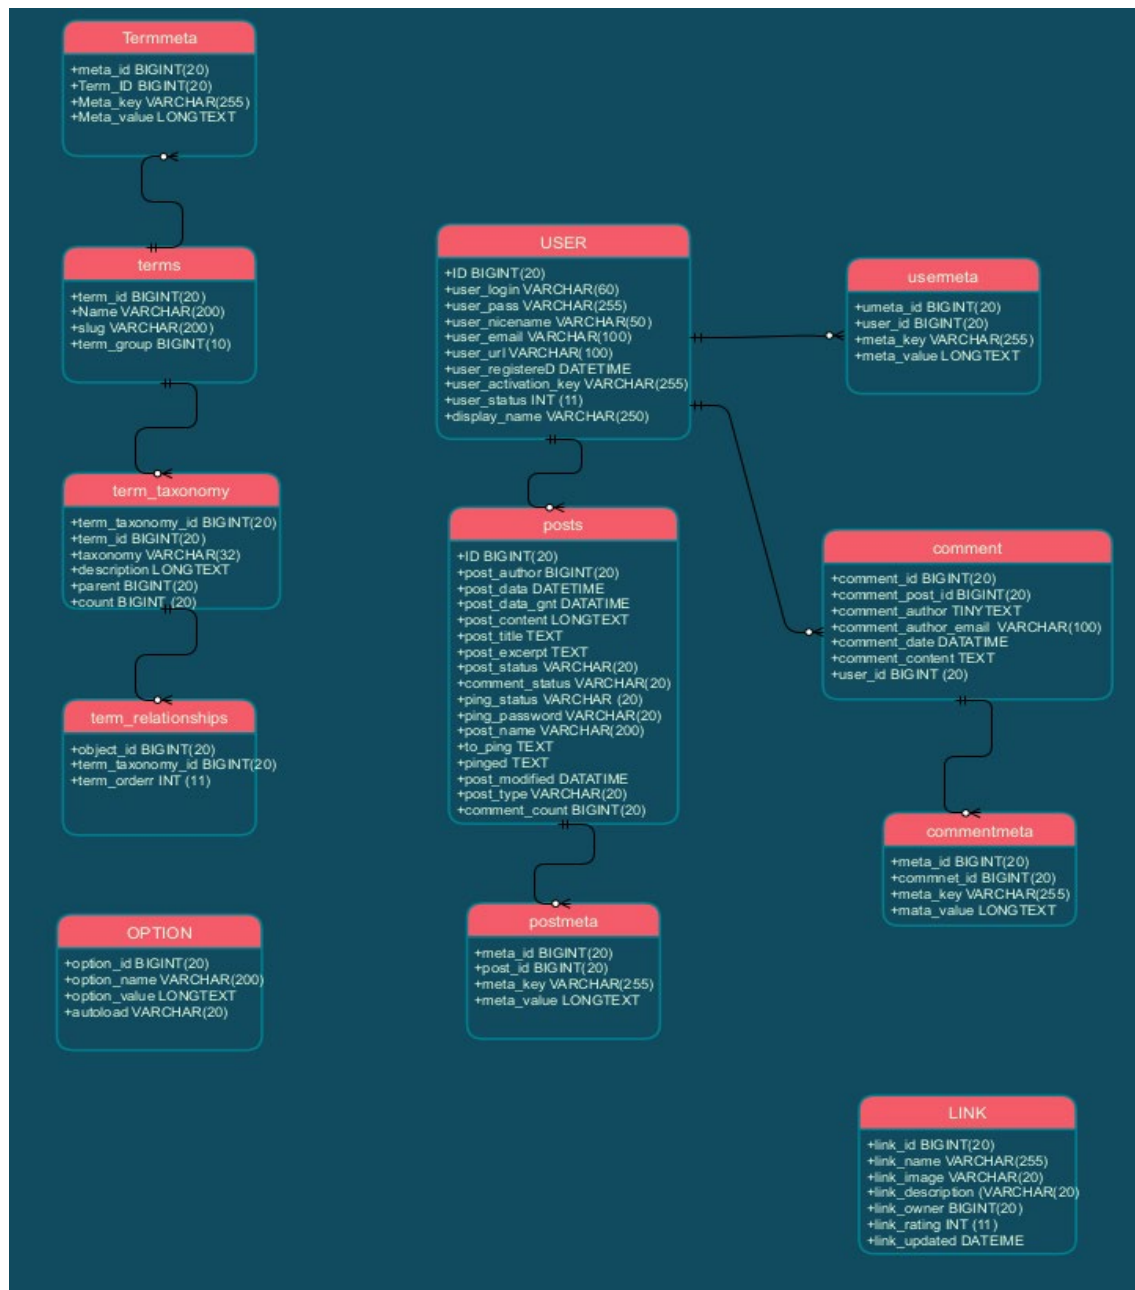 Termmeta
+meta_id BIGINT(20)
+Term_ID BIGINT(20)
+Meta_key VARCHAR(255)
+Meta_value LONGTEXT
terms
+term_id BIGINT(20)
+Name VARCHAR(200)
+slug VARCHAR(200)
+term_group BIGINT(10)
term_taxonomy
+term_taxonomy_id BIGINT(20)
+term_id BIGINT(20)
+taxonomy VARCHAR(32)
+description LONGTEXT
+parent BIGINT(20)
+count BIGINT (20)
term_relationships
+object_id BIGINT(20)
+term_taxonomy_id BIGINT(20)
+term_orderr INT (11)
OPTION
+option_id BIGINT(20)
+option_name VARCHAR(200)
+option_value LONGTEXT
+autoload VARCHAR(20)
USER
+ID BIGINT(20)
+user_login VARCHAR(60)
+user_pass VARCHAR(255)
+user_nicename VARCHAR(50)
+user_email VARCHAR(100)
+user_url VARCHAR(100)
+user_registereD DATETIME
+user_activation_key VARCHAR(255)
+user_status INT (11)
+display_name VARCHAR(250)
posts
+ID BIGINT(20)
+post_author BIGINT(20)
+post_data DATETIME
+post_data_gnt DATATIME
+post_content LONGTEXT
+post_title TEXT
+post_excerpt TEXT
+post_status VARCHAR(20)
+comment_status VARCHAR(20)
+ping_status VARCHAR (20)
+ping_password VARCHAR(20)
+post_name VARCHAR(200)
+to_ping TEXT
+pinged TEXT
+post_modified DATATIME
+post_type VARCHAR(20)
+comment_count BIGINT(20)
postmeta
+meta_id BIGINT(20)
+post_id BIGINT(20)
+meta_key VARCHAR(255)
+meta_value LONGTEXT
usermeta
+umeta_id BIGINT(20)
+user_id BIGINT(20)
+meta_key VARCHAR(255)
+meta_value LONGTEXT
comment
+comment_id BIGINT(20)
+comment_post_id BIGINT(20)
+comment_author TINYTEXT
+comment_author_email VARCHAR(100)
+comment_date DATATIME
+comment_content TEXT
+user_id BIGINT (20)
commentmeta
+meta_id BIGINT(20)
+commnet_id BIGINT(20)
+meta_key VARCHAR(255)
+mata_value LONGTEXT
LINK
+link_id BIGINT(20)
+link_name VARCHAR(255)
+link_image VARCHAR(20)
+link_description (VARCHAR(20)
+link_owner BIGINT(20)
+link_rating INT (11)
+link_updated DATEIME